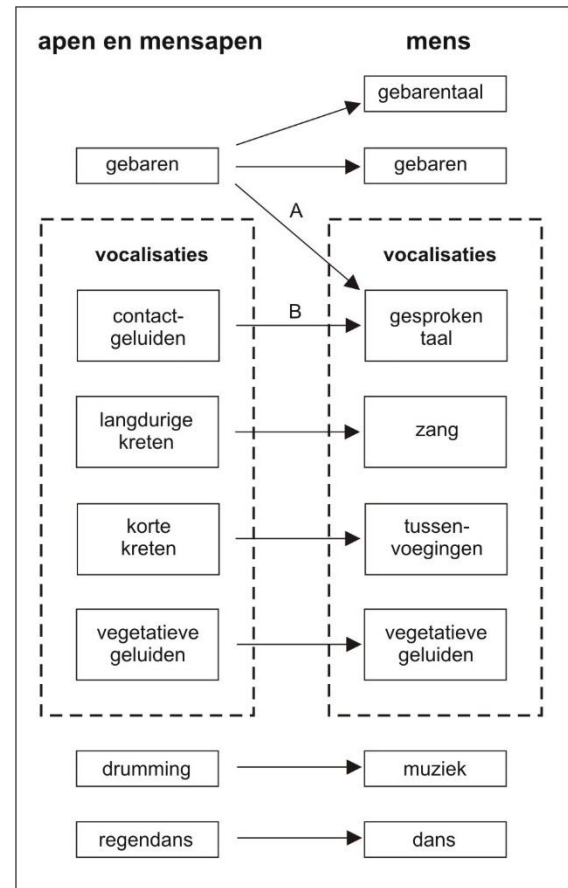 apen en mensapen
mens
gebarentaal
gebaren
gebaren
A
vocalisaties
vocalisaties
contact-
geluiden
B
gesproken
taal
langdurige
kreten
zang
korte
kreten
tussen-
voegingen
vegetatieve
geluiden
vegetatieve
geluiden
drumming
muziek
regendans
dans